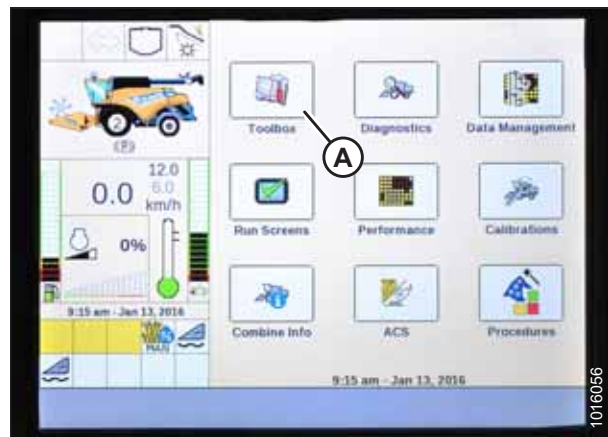 12.0
6.0
0.0 km/h
0%
9:15 am - Jan 13, 2016
MAN
2
(P)
Toolbox
Diagnostics
Data Management
A
Run Screens
Performance
Calibrations
Combine Info
ACS
Procedures
9:15 am - Jan 13, 2016
1016056